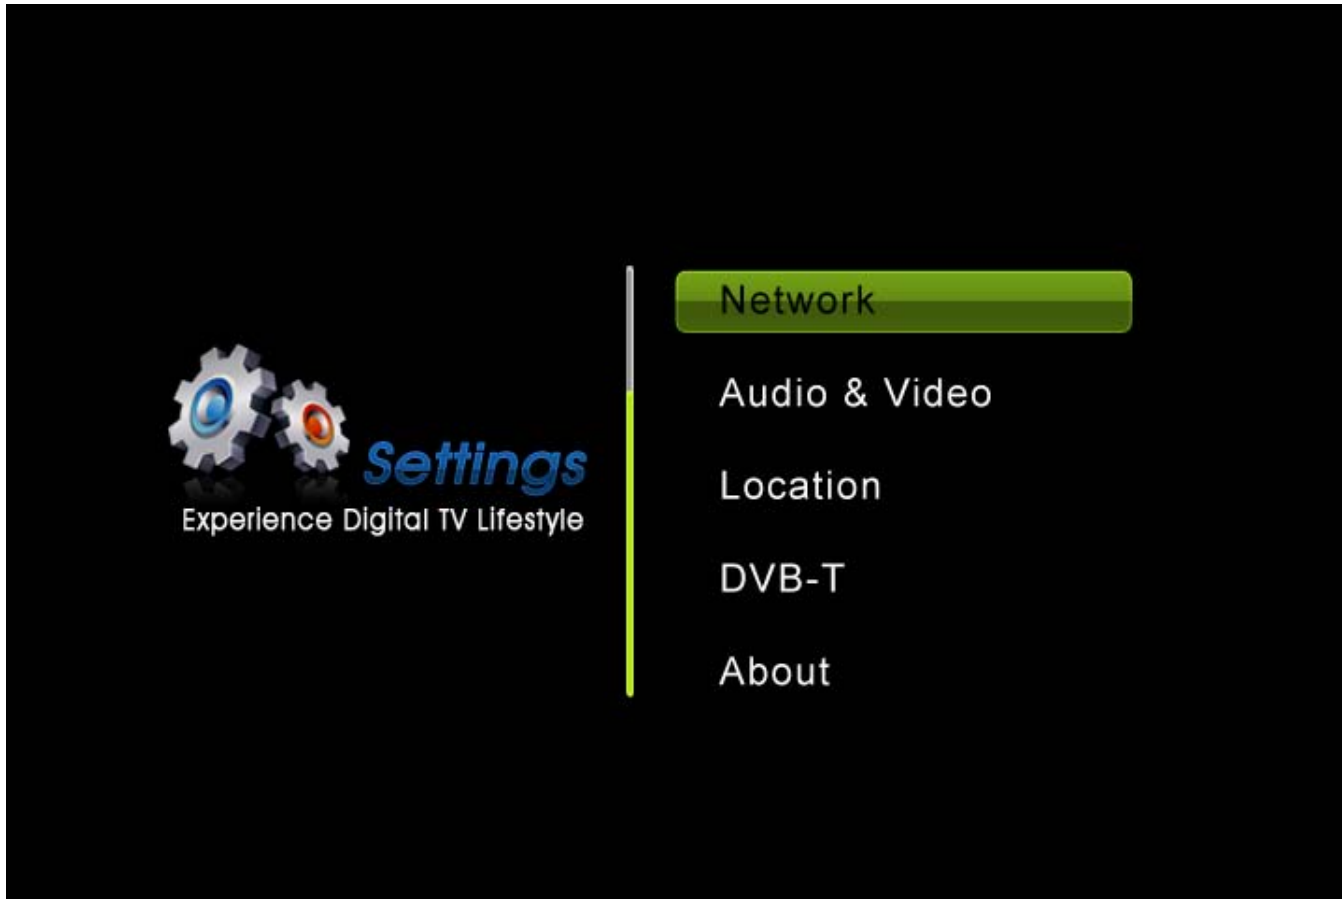 Settings
Experience Digital TV Lifestyle
Network
Audio & Video
Location
DVB-T
About